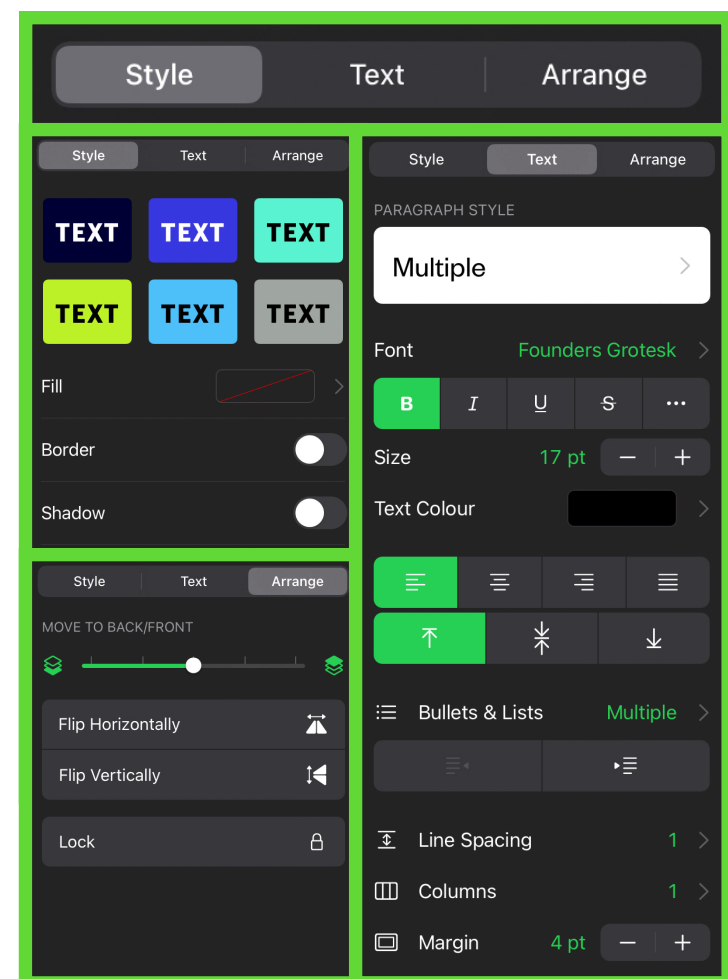 Style Text Arrange
Style Text Arrange
TEXT TEXT TEXT
TEXT TEXT TEXT
Fill
Border
Shadow
Style Text Arrange
MOVE TO BACK/FRONT
Flip Horizontally
Flip Vertically
Lock
Style Text Arrange
PARAGRAPH STYLE
Multiple
Font Founders Grotesk
B I U S
Size 17 pt
Text Colour
Bullets & Lists Multiple
Line Spacing 1
Columns 1
Margin 4 pt